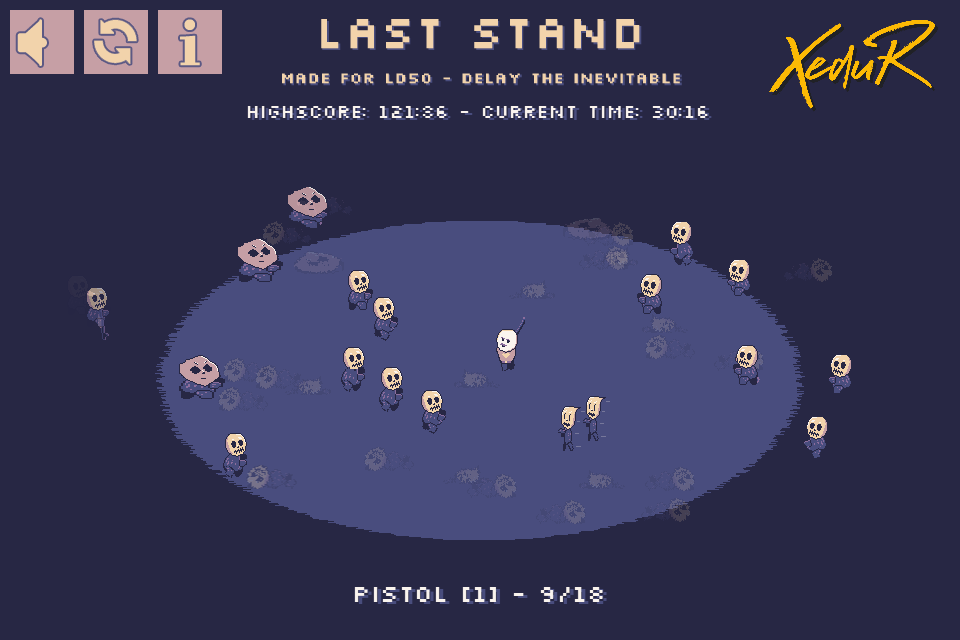 LAST STAND
XeduR
MADE FOR LD50 - DELAY THE INEVITABLE
HIGHSCORE: 121:36 - CURRENT TIME: 30:16
PISTOL [1] - 9/18